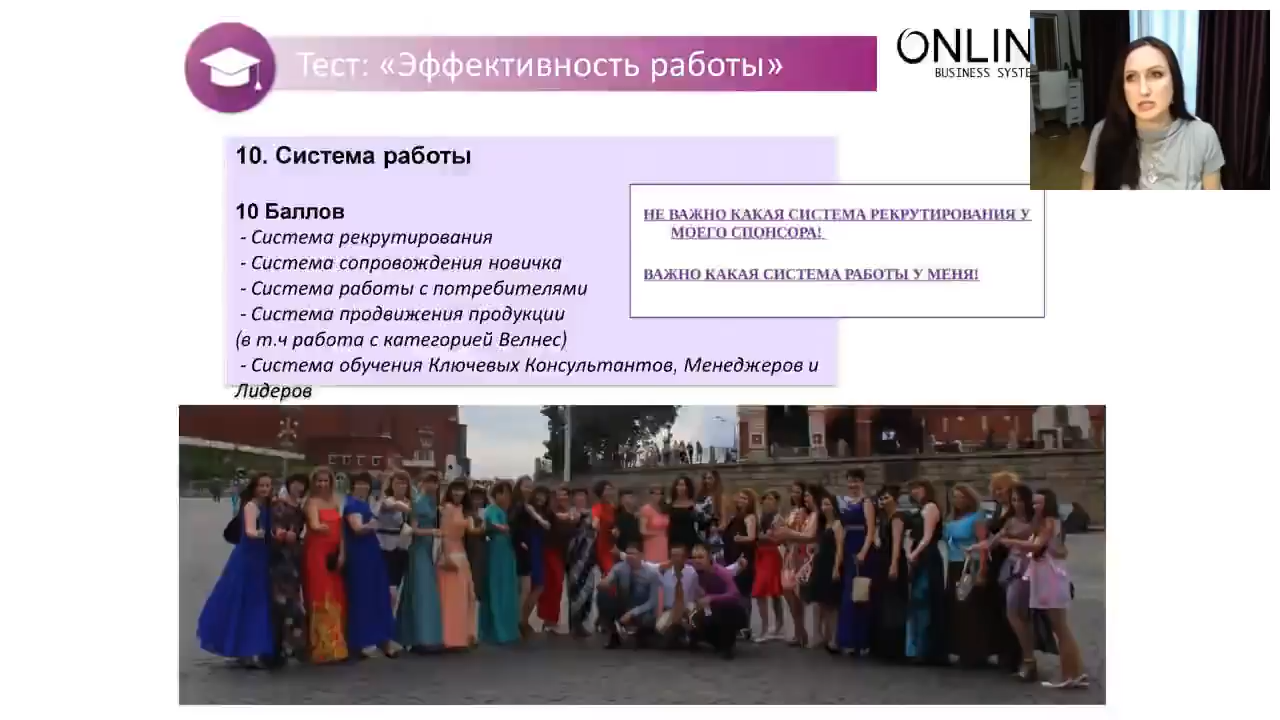 Тест: «Эффективность работы»
ONLIN
BUSINESS SYSTE
10. Система работы
10 Баллов
- Система рекрутирования
- Система сопровождения новичка
- Система работы с потребителями
- Система продвижения продукции
(в т.ч работа с категорией Велнес)
- Система обучения Ключевых Консультантов, Менеджеров и
Лидеров
НЕ ВАЖНО КАКАЯ СИСТЕМА РЕКРУТИРОВАНИЯ У
МОЕГО СПОНСОРА!
ВАЖНО КАКАЯ СИСТЕМА РАБОТЫ У МЕНЯ!